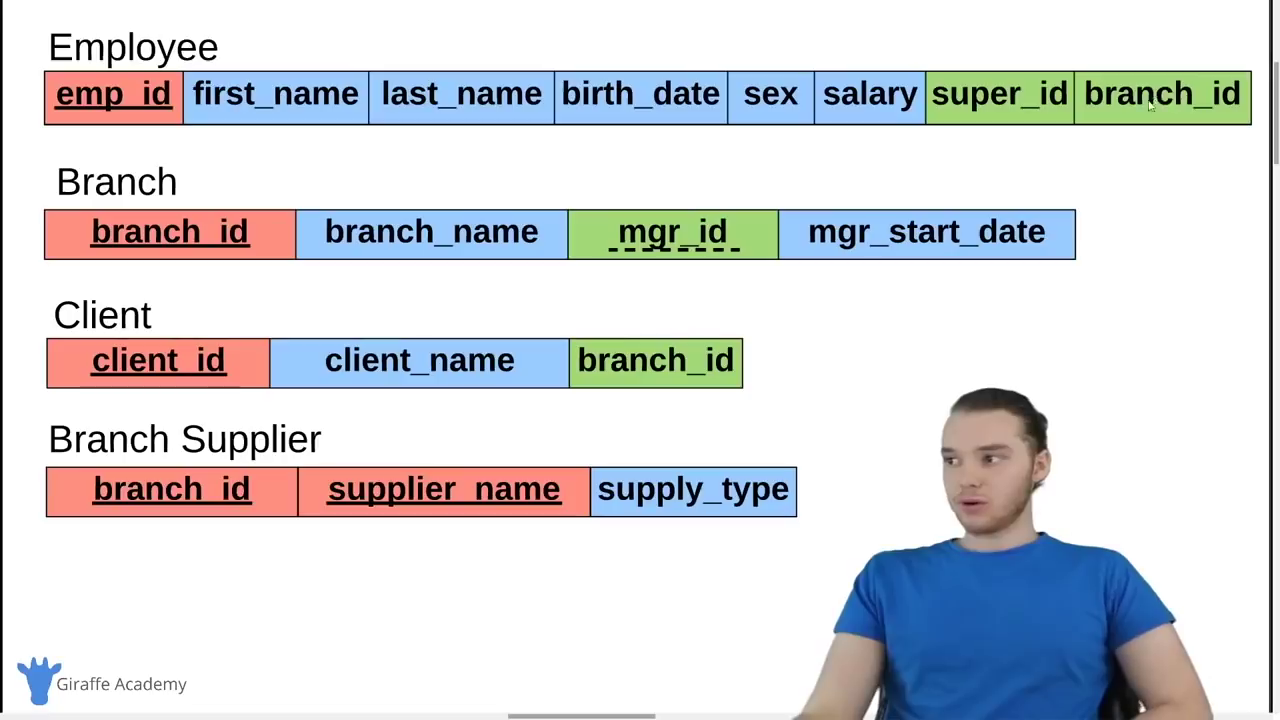 Employee
emp_id first_name last_name birth_date sex salary super_id branch_id
Branch
branch_id branch_name mgr_id mgr_start_date
Client
client_id client_name branch_id
Branch Supplier
branch_id supplier_name supply_type
Giraffe Academy